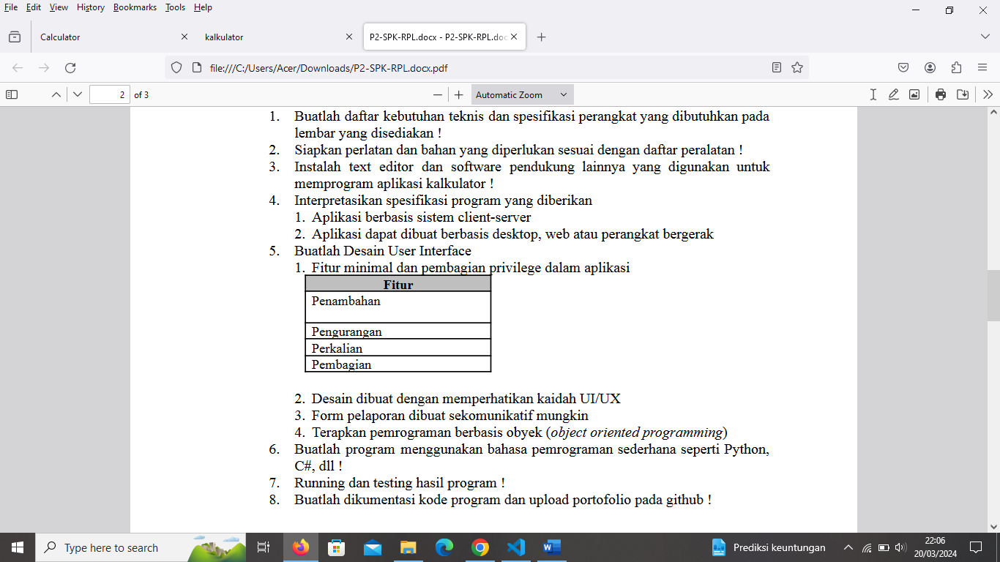 File Edit View History Bookmarks Tools Help
Calculator
kalkulator
P2-SPK-RPL.docx - P2-SPK-RPL.doc
file:///C:/Users/Acer/Downloads/P2-SPK-RPL.docx.pdf
2 of 3
Automatic Zoom
1. Buatlah daftar kebutuhan teknis dan spesifikasi perangkat yang dibutuhkan pada
lembar yang disediakan !
2. Siapkan perlatan dan bahan yang diperlukan sesuai dengan daftar peralatan !
3. Instalah text editor dan software pendukung lainnya yang digunakan untuk
memprogram aplikasi kalkulator !
4. Interpretasikan spesifikasi program yang diberikan
1. Aplikasi berbasis sistem client-server
2. Aplikasi dapat dibuat berbasis desktop, web atau perangkat bergerak
5. Buatlah Desain User Interface
1. Fitur minimal dan pembagian privilege dalam aplikasi
Fitur
Penambahan
Pengurangan
Perkalian
Pembagian
2. Desain dibuat dengan memperhatikan kaidah UI/UX
3. Form pelaporan dibuat sekomunikatif mungkin
4. Terapkan pemrograman berbasis obyek (object oriented programming)
6. Buatlah program menggunakan bahasa pemrograman sederhana seperti Python,
C#, dll !
7. Running dan testing hasil program !
8. Buatlah dikumentasi kode program dan upload portofolio pada github !
Type here to search
Prediksi keuntungan
22:06
20/03/2024